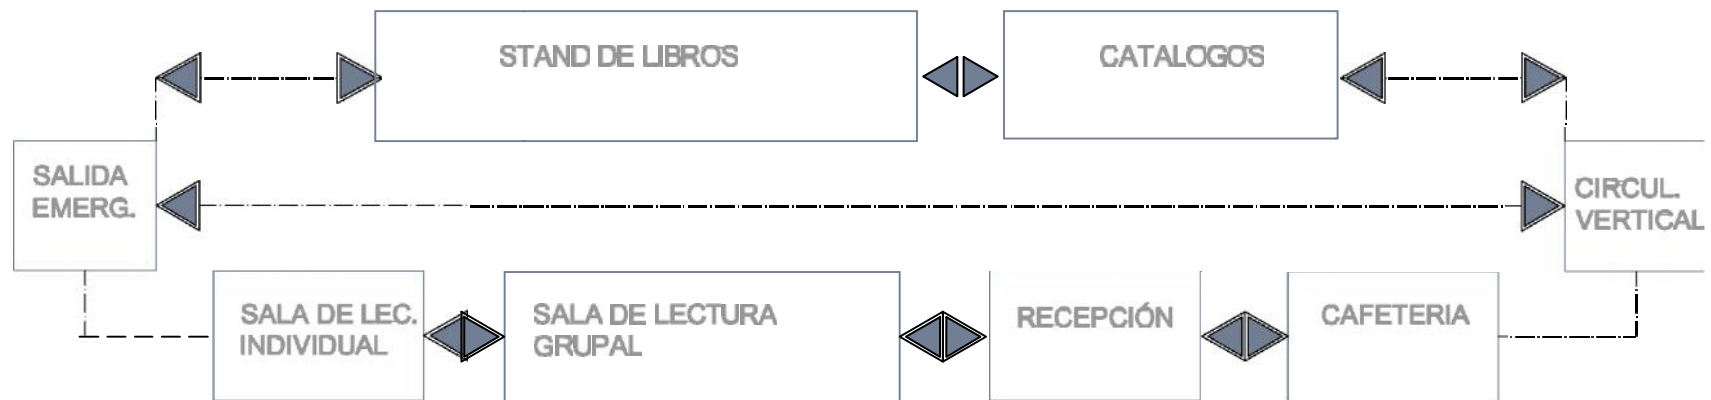 STAND DE LIBROS
CATALOGOS
SALIDA
EMERG.
CIRCUL.
VERTICAL
SALA DE LEC.
INDIVIDUAL
SALA DE LECTURA
GRUPAL
RECEPCIÓN
CAFETERIA